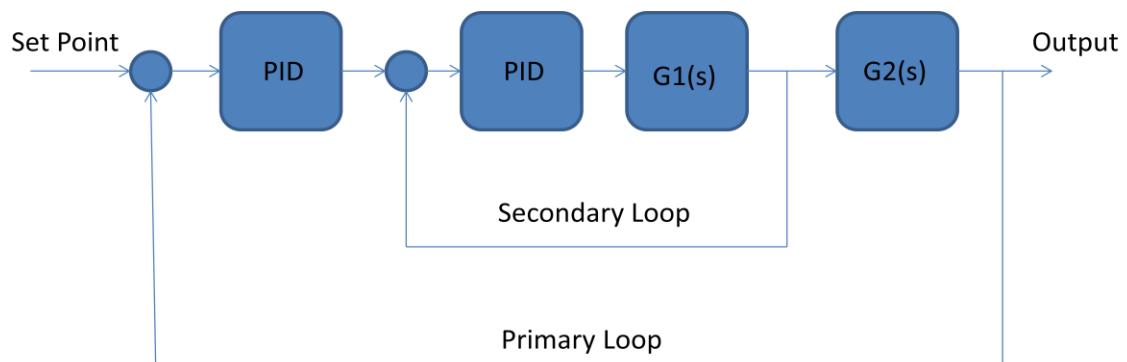 Set Point
PID
PID
G1(s)
G2(s)
Output
Secondary Loop
Primary Loop